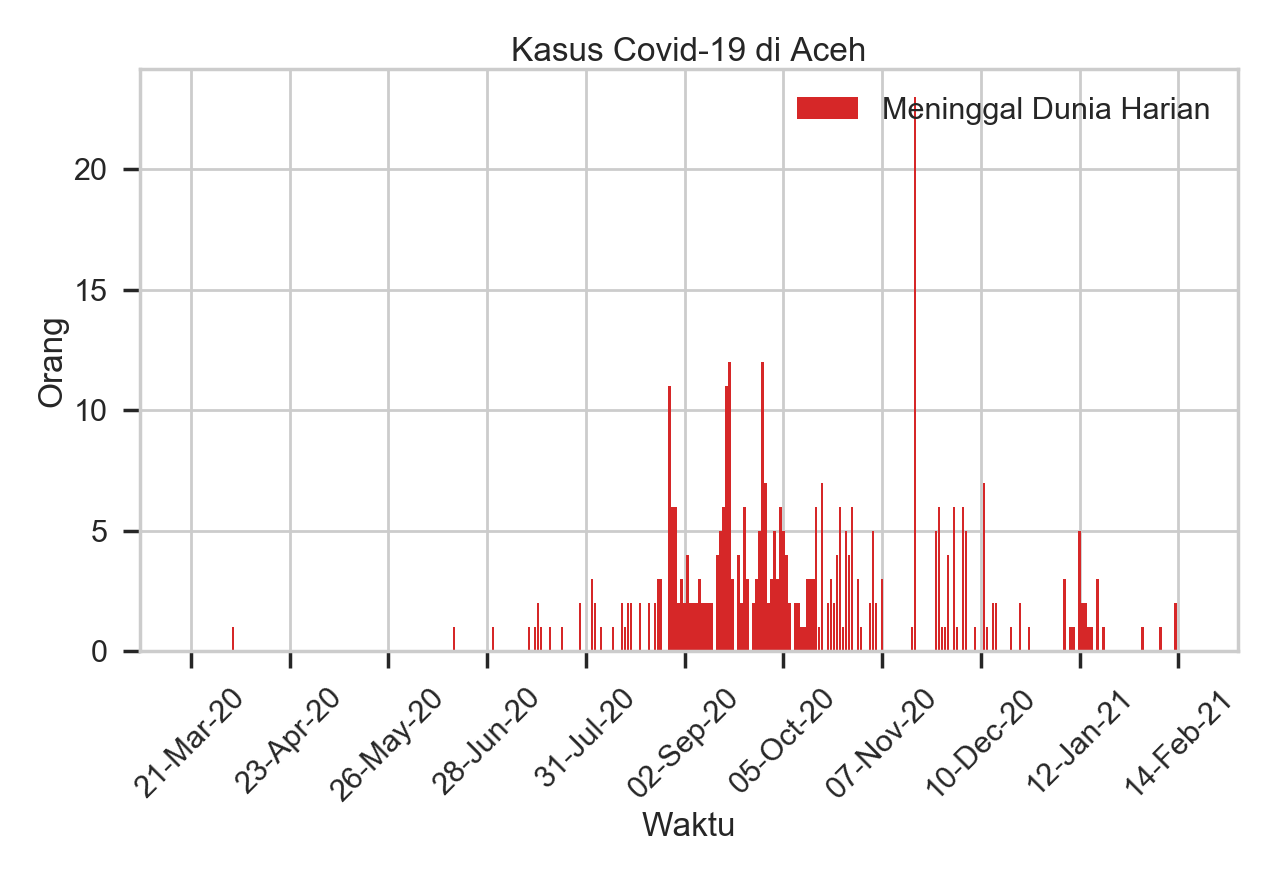 Kasus Covid-19 di Aceh
Meninggal Dunia Harian
20
15
10
5
0
Orang
21-Mar-20
23-Apr-20
26-May-20
28-Jun-20
31-Jul-20
02-Sep-20
05-Oct-20
07-Nov-20
10-Dec-20
12-Jan-21
14-Feb-21
Waktu